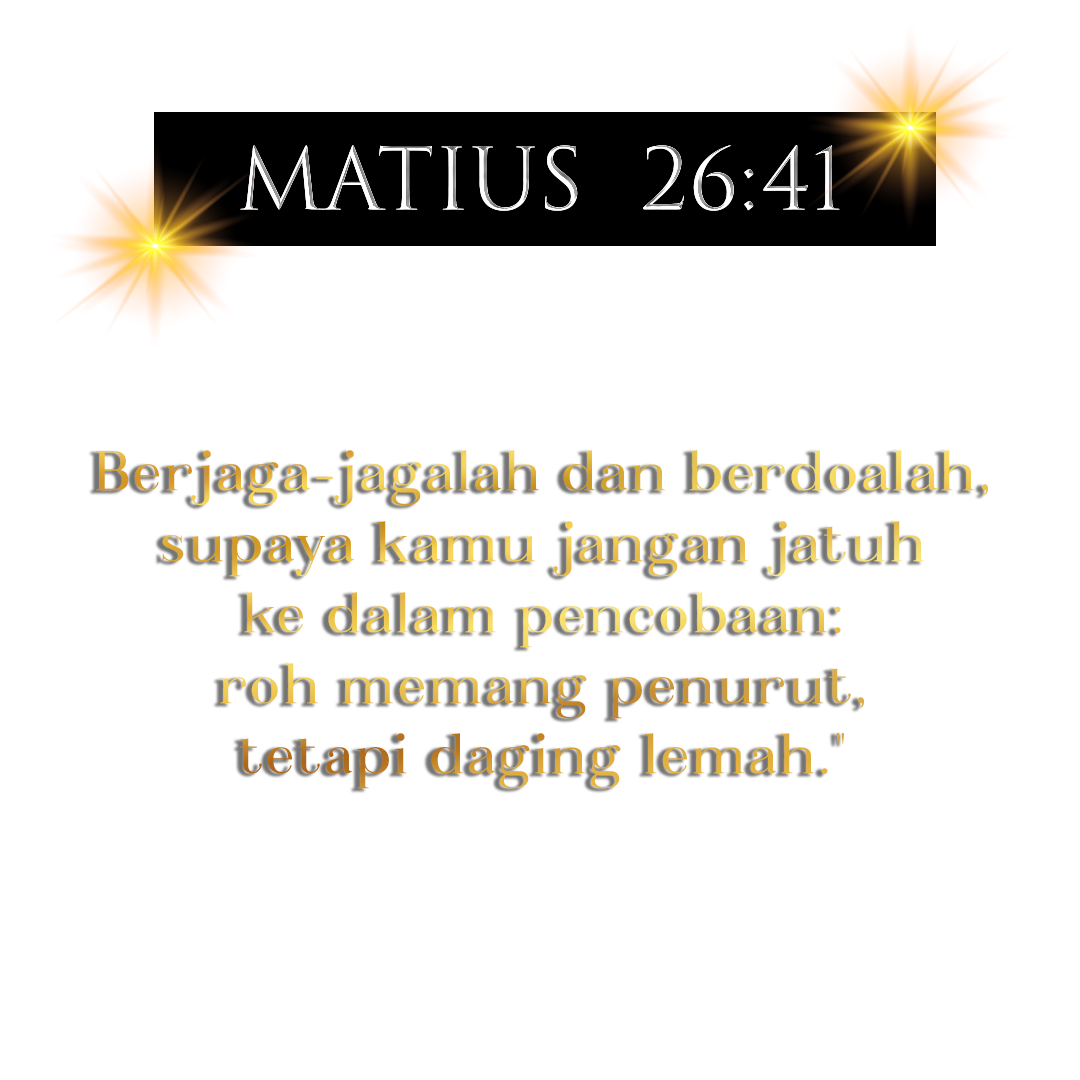 MATIUS 26:41
Berjaga-jagalah dan berdoalah,
supaya kamu jangan jatuh
ke dalam pencobaan:
roh memang penurut,
tetapi daging lemah."